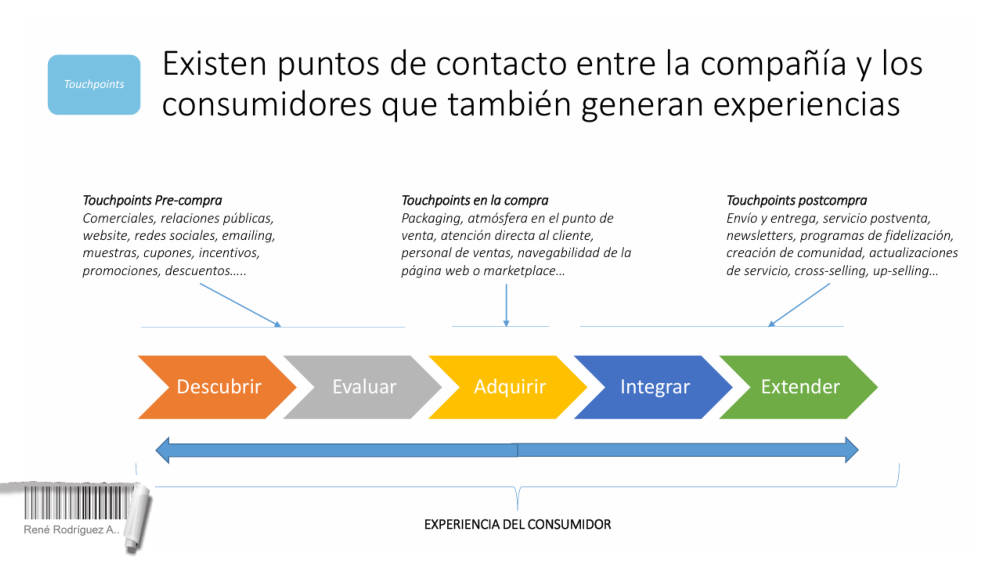 Touchpoints
Existen puntos de contacto entre la compañía y los
consumidores que también generan experiencias
Touchpoints Pre-compra
Comerciales, relaciones públicas,
website, redes sociales, emailing,
muestras, cupones, incentivos,
promociones, descuentos…..
Touchpoints en la compra
Packaging, atmósfera en el punto de
venta, atención directa al cliente,
personal de ventas, navegabilidad de la
página web o marketplace…
Touchpoints postcompra
Envío y entrega, servicio postventa,
newsletters, programas de fidelización,
creación de comunidad, actualizaciones
de servicio, cross-selling, up-selling…
Descubrir
Evaluar
Adquirir
Integrar
Extender
EXPERIENCIA DEL CONSUMIDOR
René Rodríguez A..